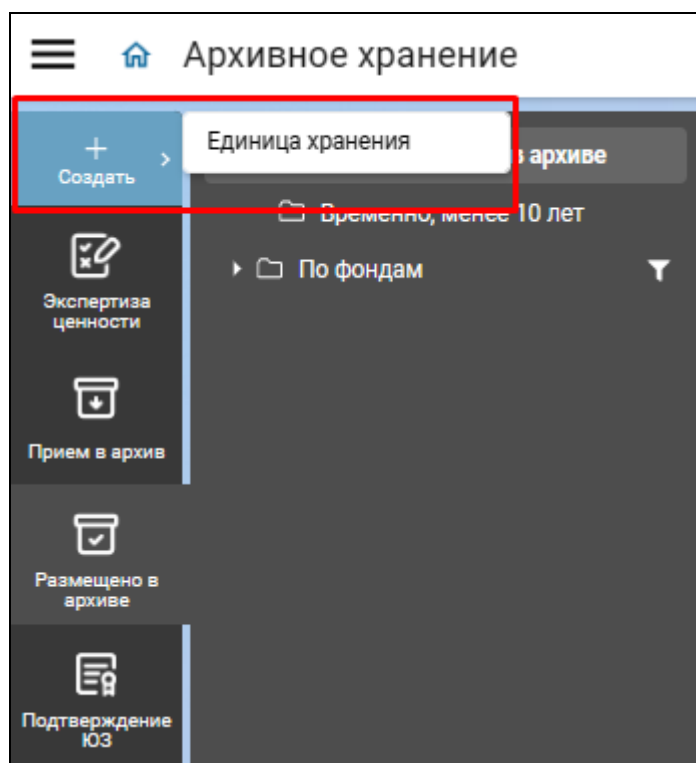 Архивное хранение
Создать
Единица хранения
в архиве
Временно, менее 10 лет
По фондам
Экспертиза
ценности
Прием в архив
Размещено в
архиве
Подтверждение
ЮЗ